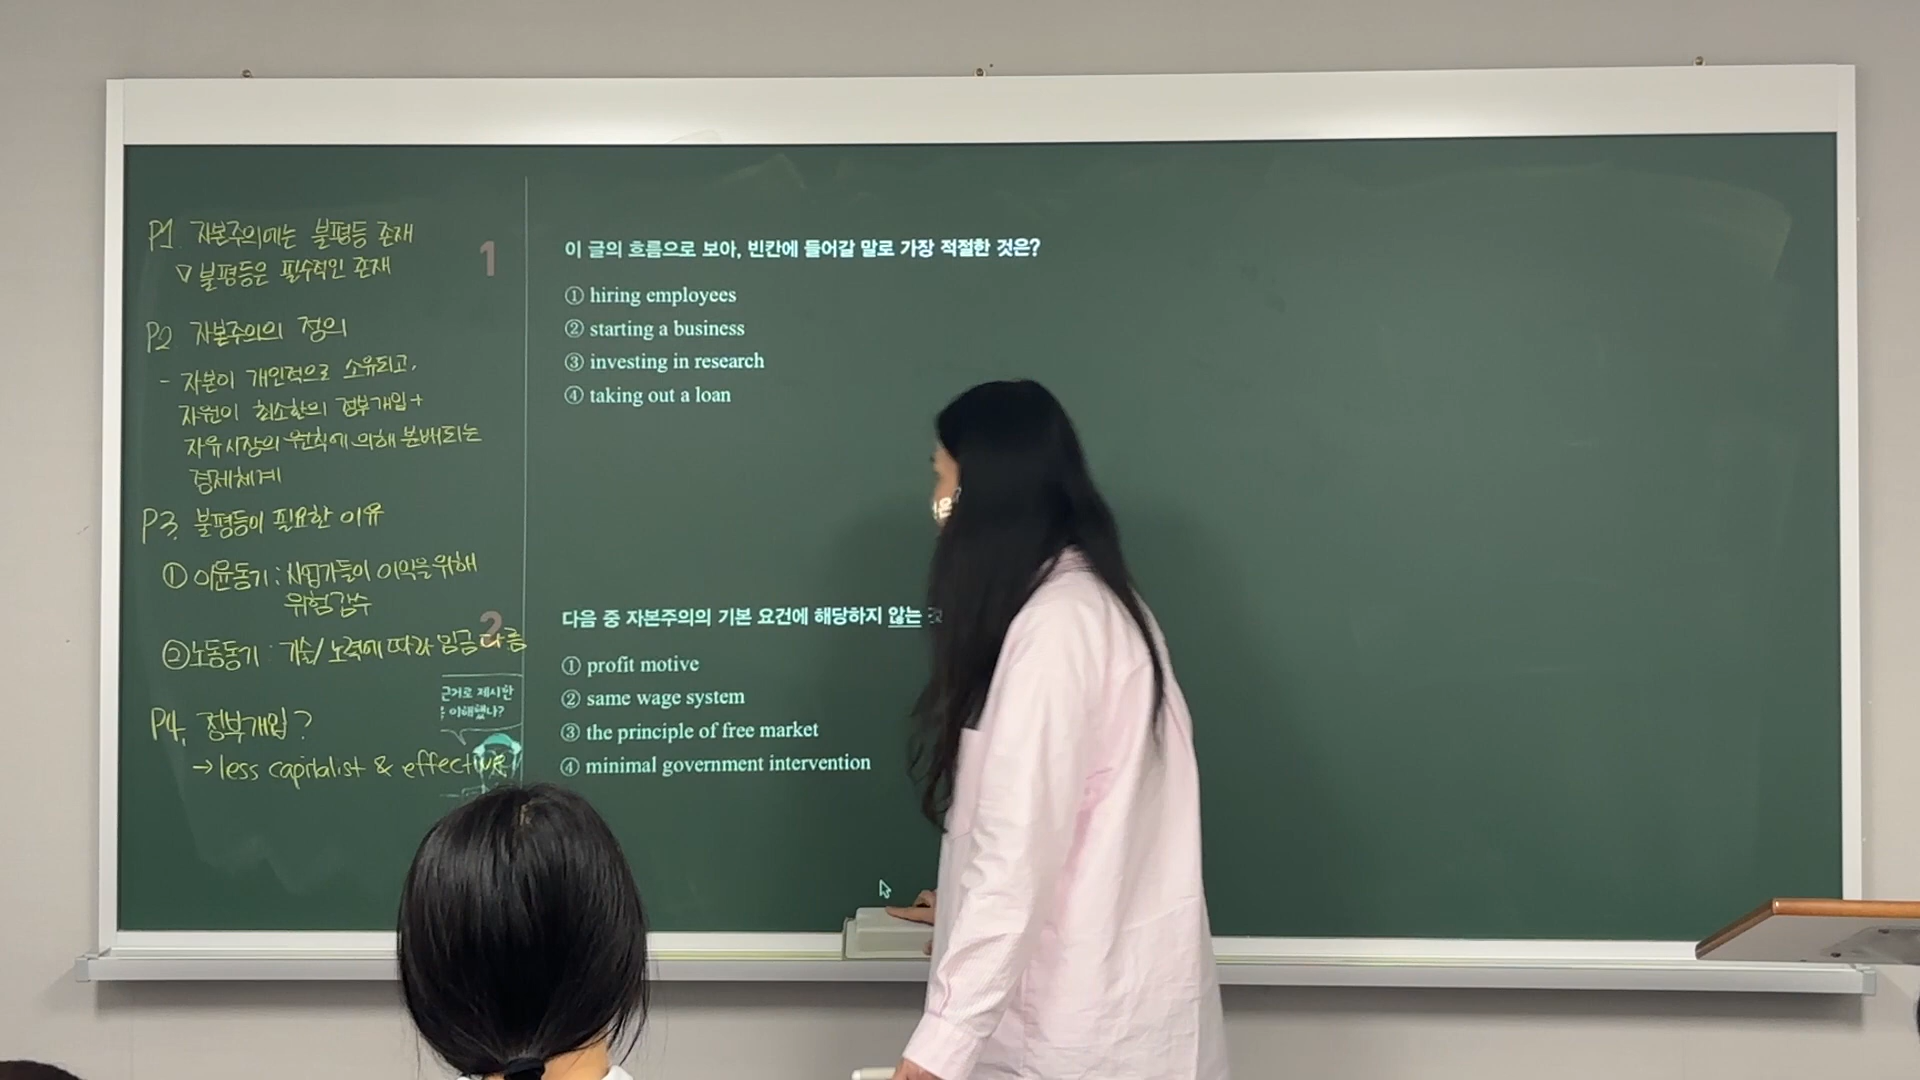 P1 자본주의에는 불평등 존재
▽ 불평등은 필수적인 존재
P2 자본주의의 정의
- 자본이 개인적으로 소유되고,
자원이 최소한의 정부개입+
자유시장의 원칙에 의해 분배되는
경제체계
P3. 불평등이 필요한 이유
① 이윤동기 : 사업가들이 이익을 위해
위험감수
② 노동동기 : 기술/노력에 따라 임금 다름
P4. 정부개입?
→ less capitalist & effective
근거로 제시한
이해했나?
1
이 글의 흐름으로 보아, 빈칸에 들어갈 말로 가장 적절한 것은?
① hiring employees
② starting a business
③ investing in research
④ taking out a loan
2
다음 중 자본주의의 기본 요건에 해당하지 않는
① profit motive
② same wage system
③ the principle of free market
④ minimal government intervention